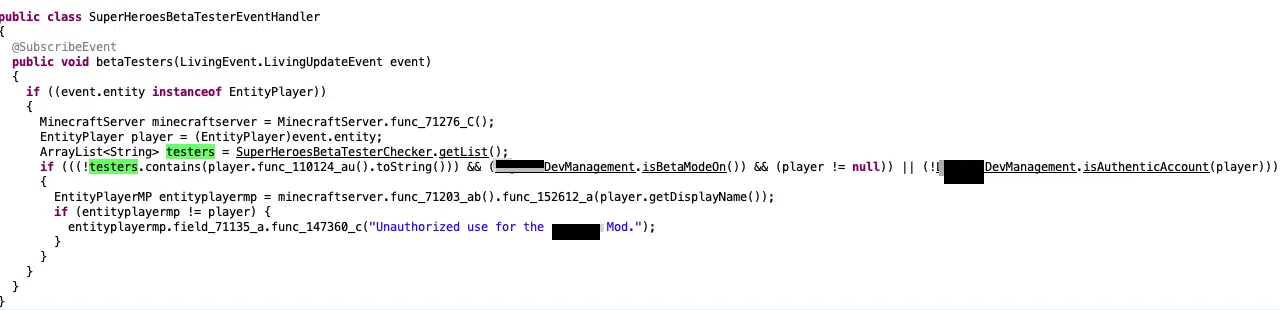 public class SuperHeroesBetaTesterEventHandler
{
@SubscribeEvent
public void betaTesters(LivingEvent.LivingUpdateEvent event)
{
if ((event.entity instanceof EntityPlayer))
{
MinecraftServer minecraftserver = MinecraftServer.func_71276_C();
EntityPlayer player = (EntityPlayer)event.entity;
ArrayList<String> testers = SuperHeroesBetaTesterChecker.getList();
if (((!testers.contains(player.func_110124_au().toString())) && (DevManagement.isBetaModeOn()) && (player != null)) || (!DevManagement.isAuthenticAccount(player)))
{
EntityPlayerMP entityplayermp = minecraftserver.func_71203_ab().func_152612_a(player.getDisplayName());
if (entityplayermp != player) {
entityplayermp.field_71135_a.func_147360_c("Unauthorized use for the Mod.");
}
}
}
}
}